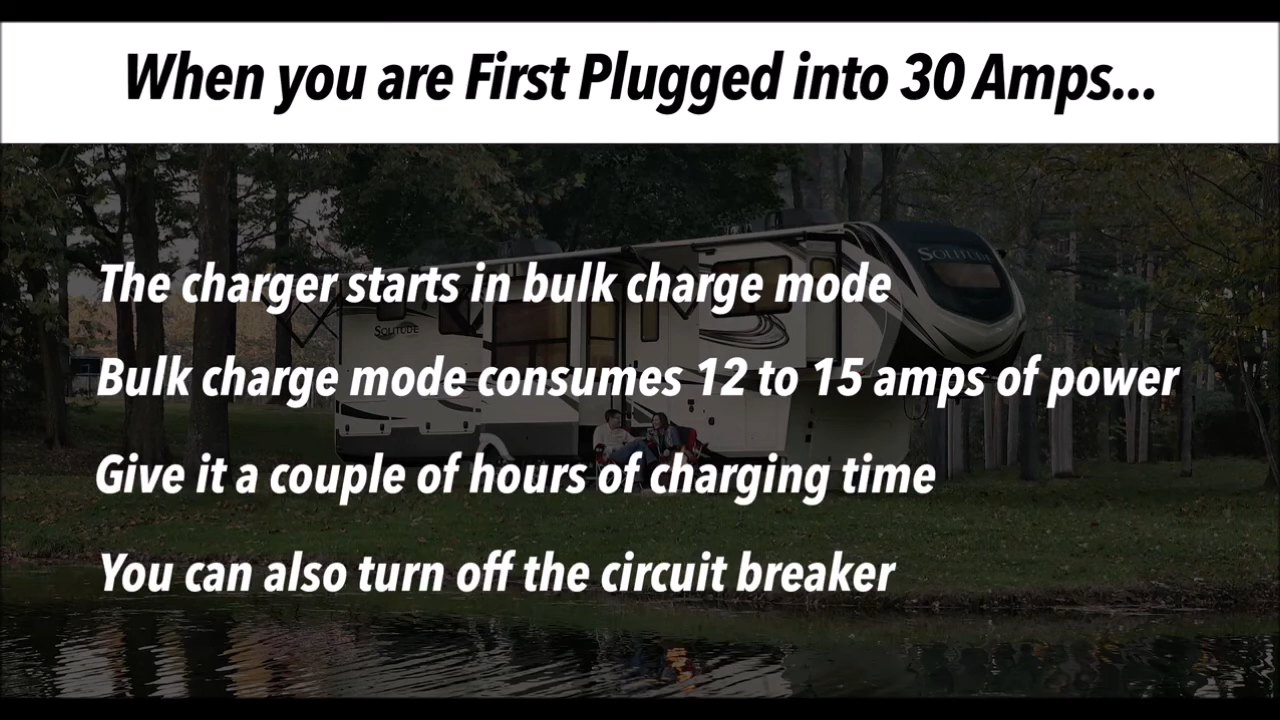 When you are First Plugged into 30 Amps...
SOLITUDE
The charger starts in bulk charge mode
SOLITUDE
Bulk charge mode consumes 12 to 15 amps of power
Give it a couple of hours of charging time
You can also turn off the circuit breaker